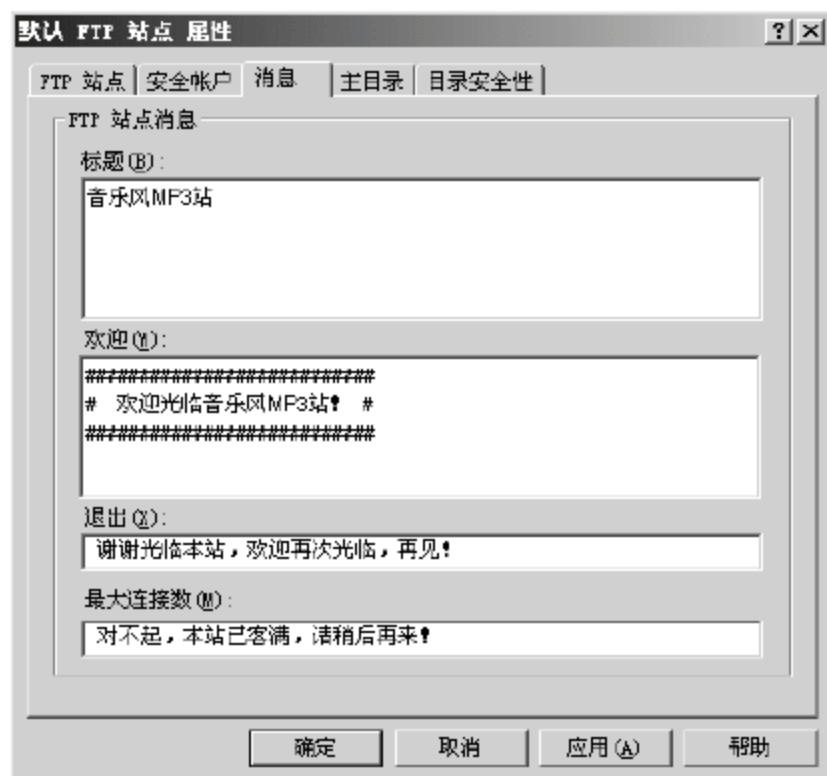 默认 FTP 站点 属性
FTP 站点 安全帐户 消息 主目录 目录安全性
FTP 站点消息
标题(B):
音乐风MP3站
欢迎(W):
###########################
# 欢迎光临音乐风MP3站! #
###########################
退出(X):
谢谢光临本站,欢迎再次光临,再见!
最大连接数(M):
对不起,本站已客满,请稍后再来!
确定 取消 应用(A) 帮助